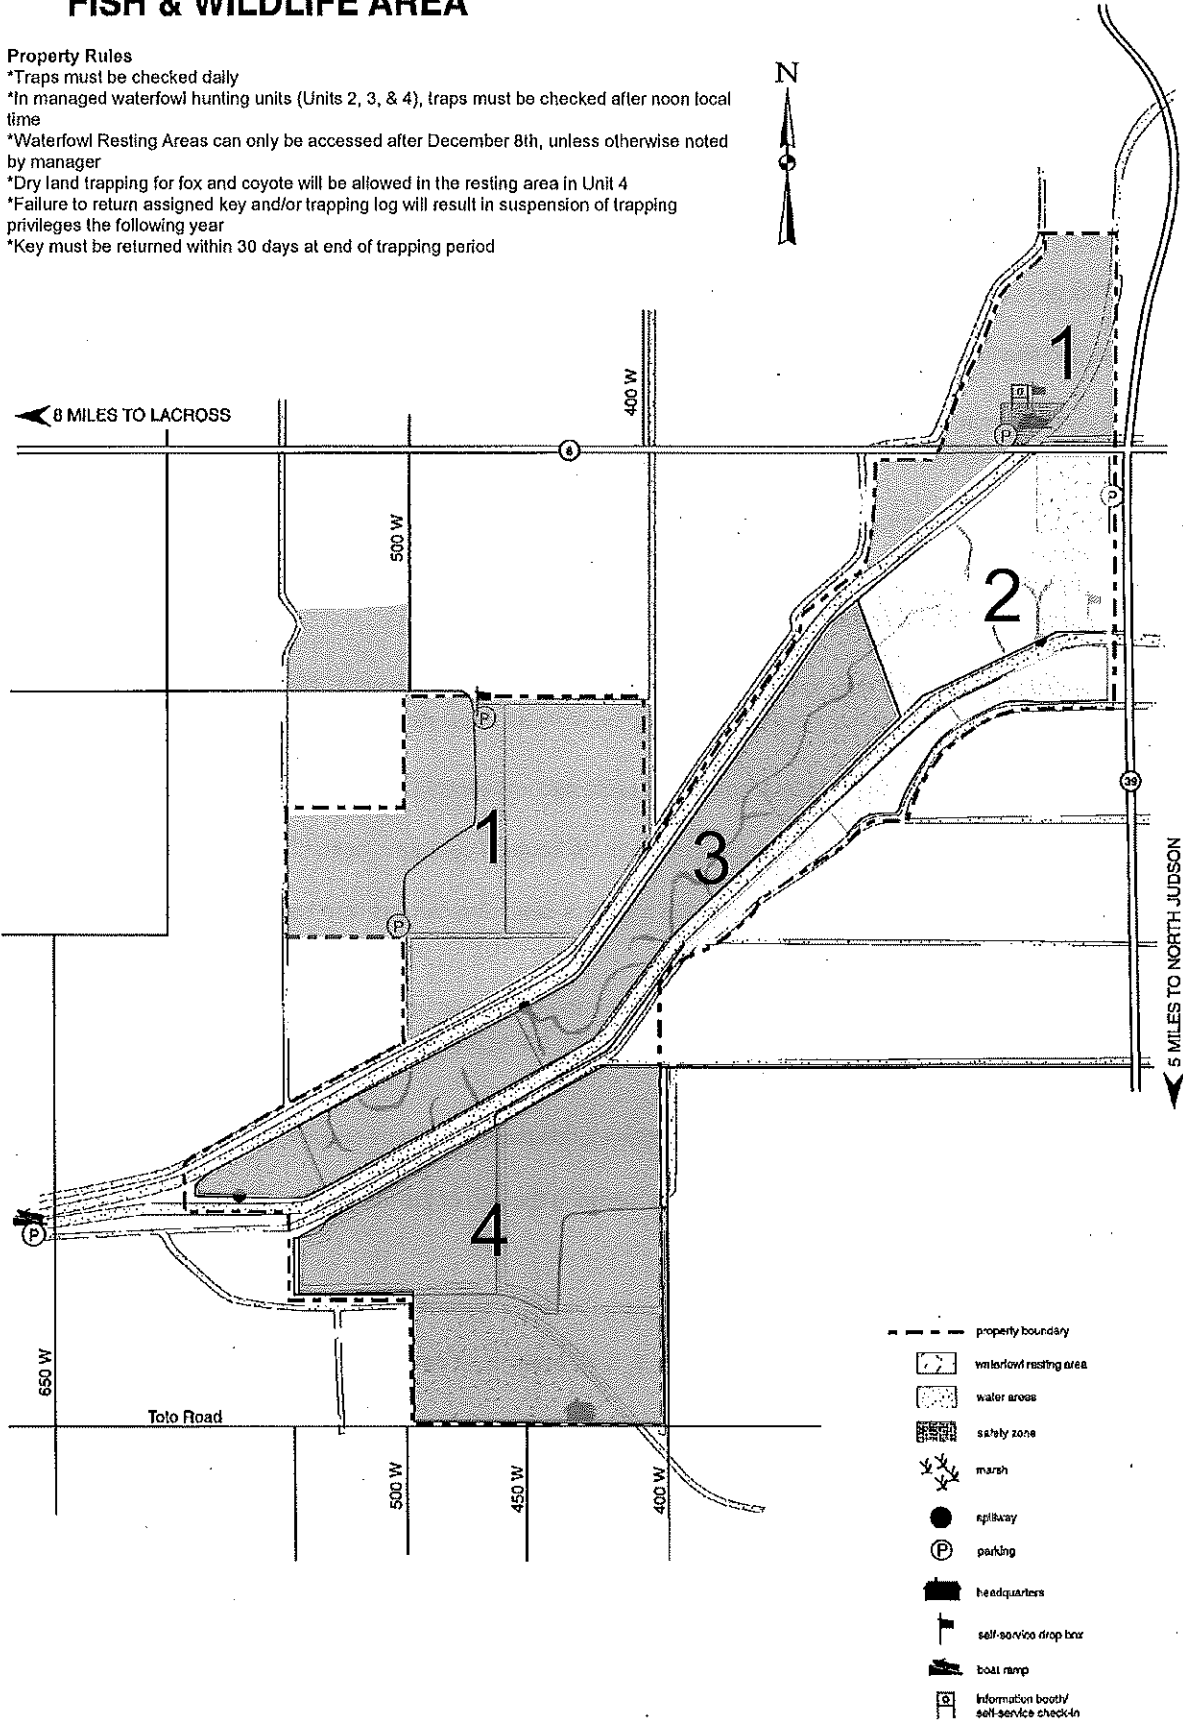 FISH & WILDLIFE AREA
Property Rules
*Traps must be checked daily
*In managed waterfowl hunting units (Units 2, 3, & 4), traps must be checked after noon local
time
*Waterfowl Resting Areas can only be accessed after December 8th, unless otherwise noted
by manager
*Dry land trapping for fox and coyote will be allowed in the resting area in Unit 4
*Failure to return assigned key and/or trapping log will result in suspension of trapping
privileges the following year
*Key must be returned within 30 days at end of trapping period
N
1
400 W
8 MILES TO LACROSS
8
P
P
500 W
2
P
1
3
39
P
5 MILES TO NORTH JUDSON
4
P
650 W
Toto Road
500 W
450 W
400 W
property boundary
waterfowl resting area
water areas
safety zone
marsh
spillway
P parking
headquarters
self-service drop box
boat ramp
Information booth/
self-service check-in